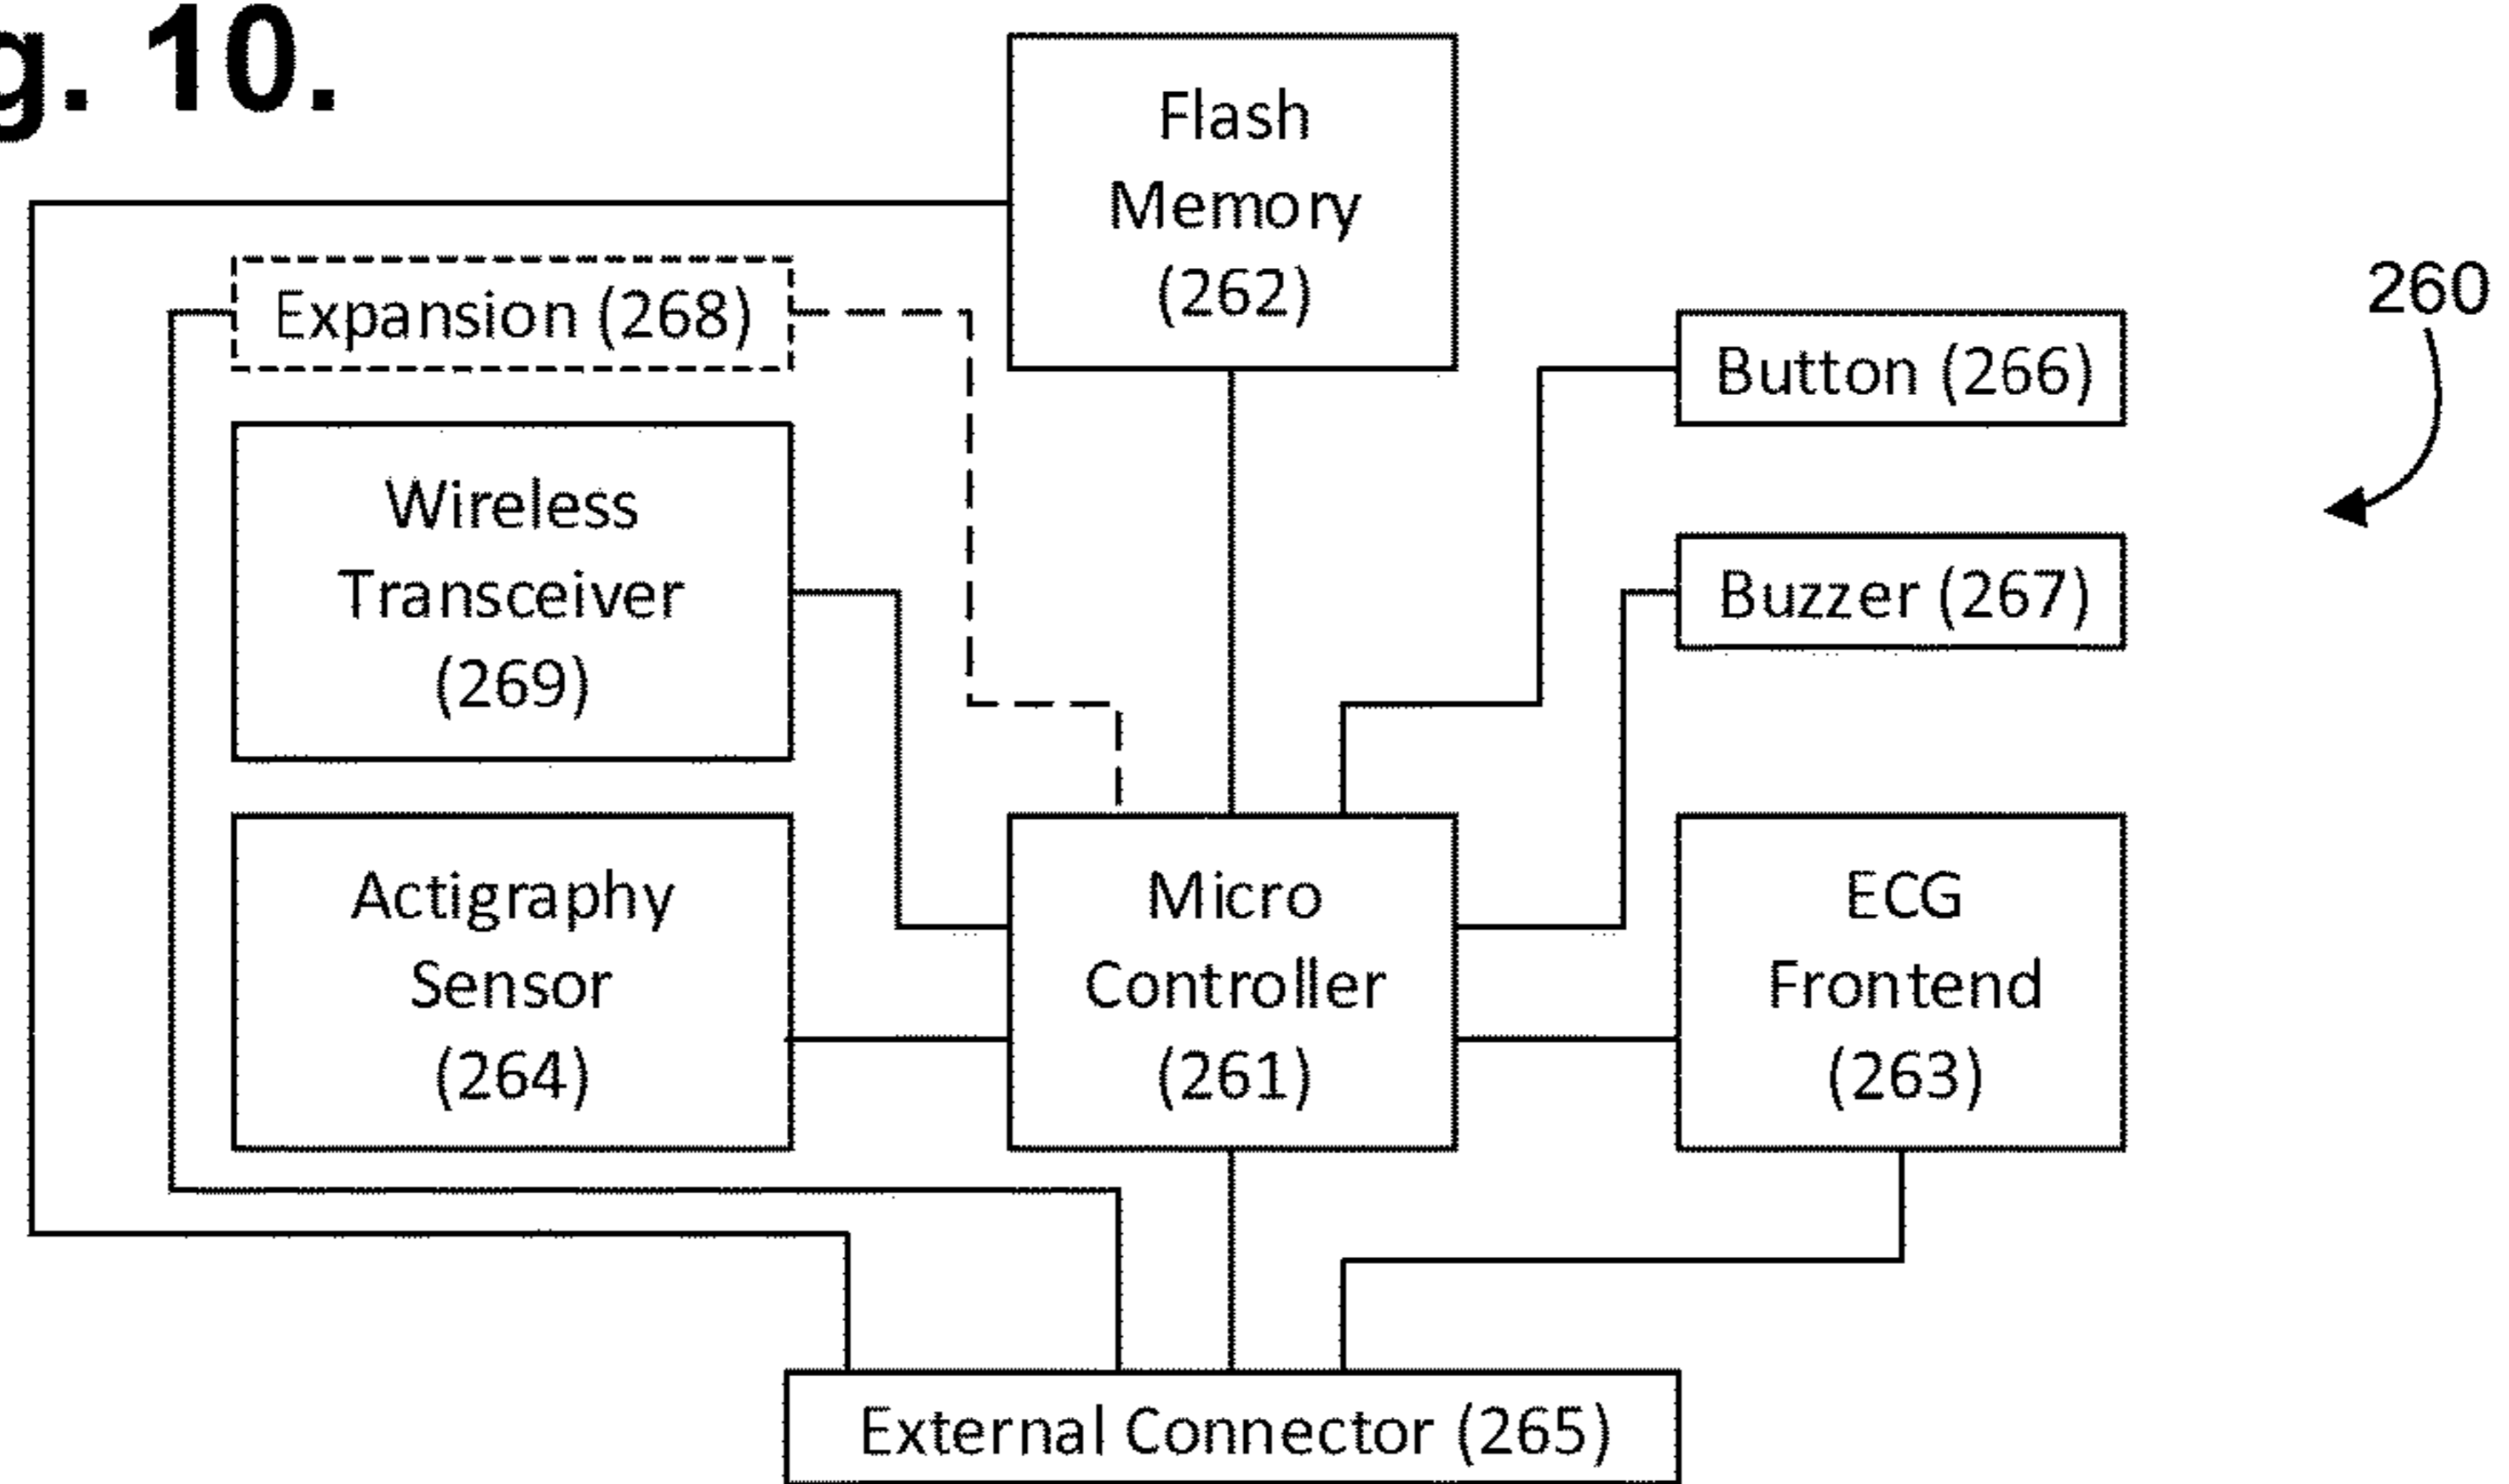 g. 10.
Flash
Memory
(262)
Expansion (268)
260
Button (266)
Wireless
Transceiver
(269)
Buzzer (267)
Actigraphy
Sensor
(264)
Micro
Controller
(261)
ECG
Frontend
(263)
External Connector (265)